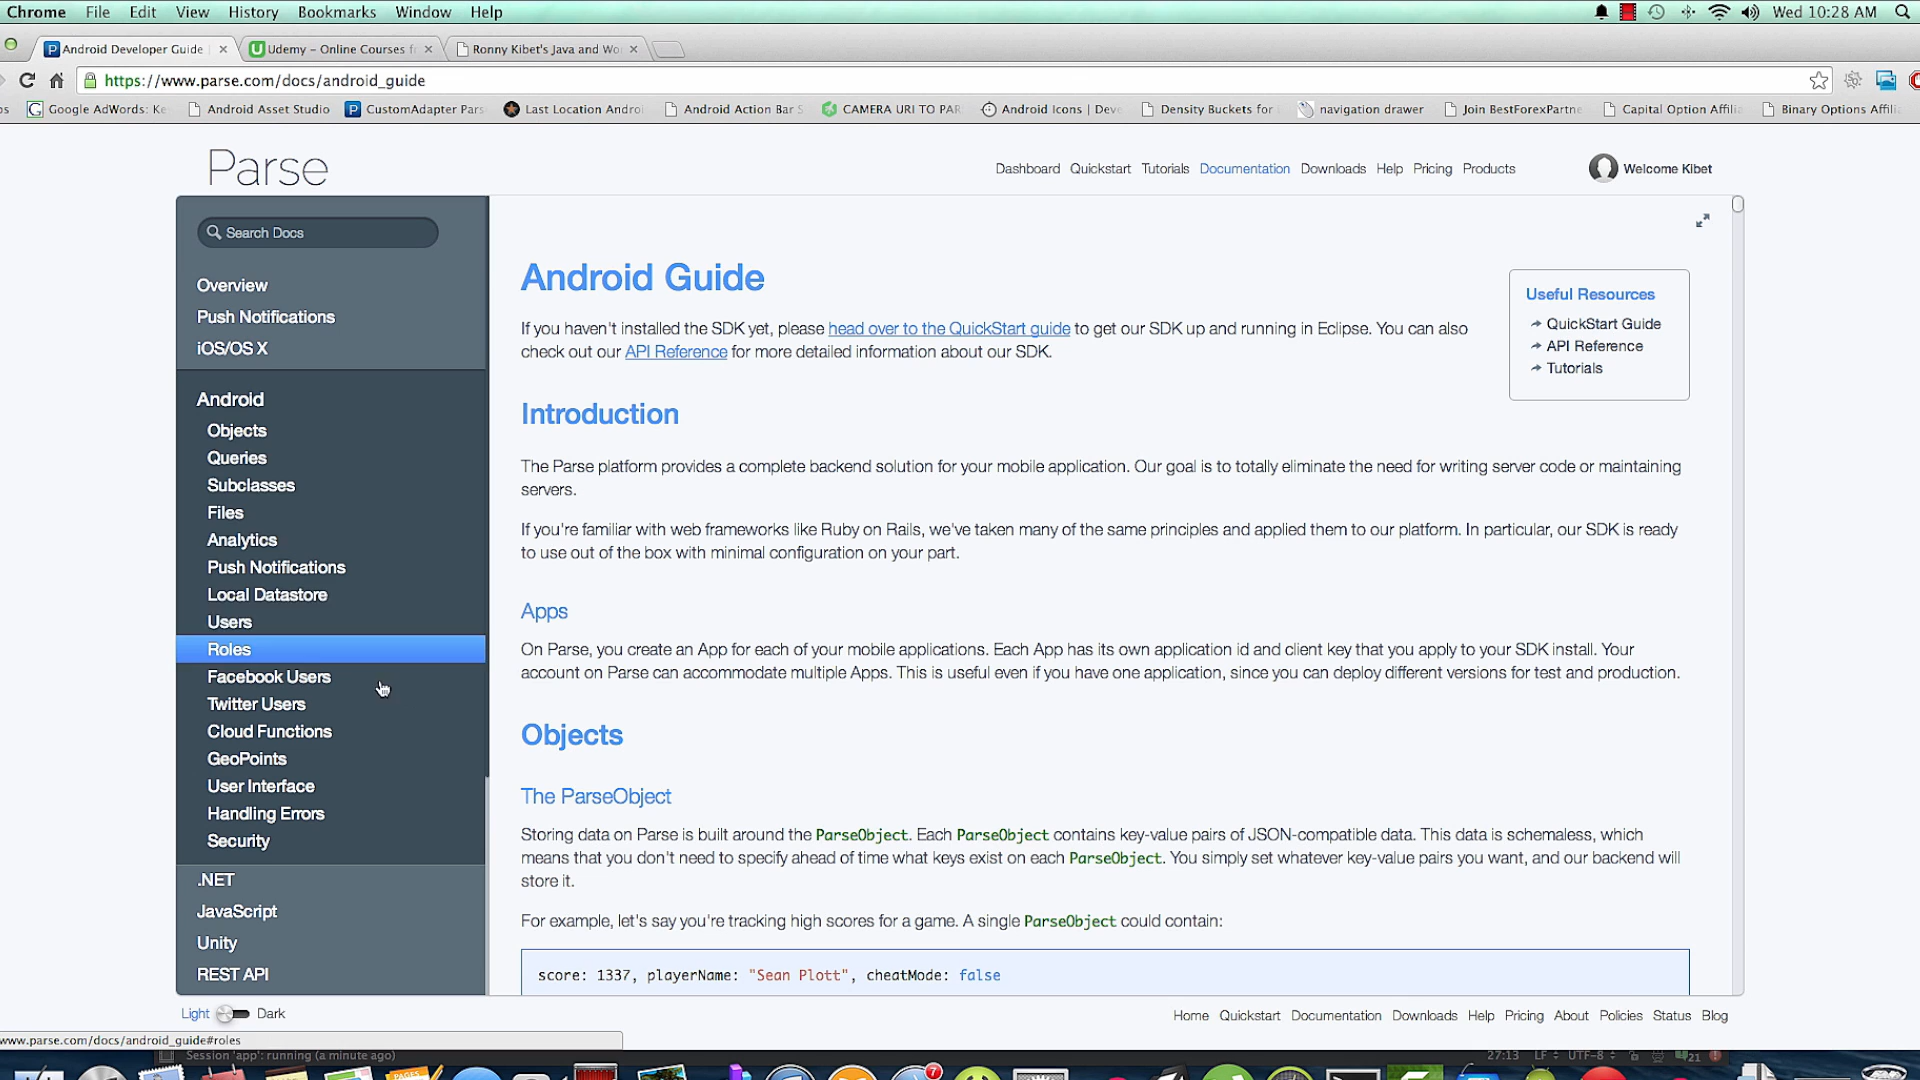 Chrome File Edit View History Bookmarks Window Help Wed 10:28 AM
Android Developer Guide Udemy - Online Courses f Ronny Kibet's Java and Wo
https://www.parse.com/docs/android_guide
ps Google AdWords: Ke Android Asset Studio CustomAdapter Pars Last Location Andro Android Action Bar S CAMERA URI TO PAR Android Icons | Deve Density Buckets for navigation drawer Join BestForexPartne Capital Option Affili Binary Options Affili
Parse
Dashboard Quickstart Tutorials Documentation Downloads Help Pricing Products Welcome Kibet
Search Docs
Overview
Push Notifications
iOS/OS X
Android
Objects
Queries
Subclasses
Files
Analytics
Push Notifications
Local Datastore
Users
Roles
Facebook Users
Twitter Users
Cloud Functions
GeoPoints
User Interface
Handling Errors
Security
.NET
JavaScript
Unity
REST API
Android Guide
If you haven't installed the SDK yet, please head over to the QuickStart guide to get our SDK up and running in Eclipse. You can also
check out our API Reference for more detailed information about our SDK.
Useful Resources
QuickStart Guide
API Reference
Tutorials
Introduction
The Parse platform provides a complete backend solution for your mobile application. Our goal is to totally eliminate the need for writing server code or maintaining
servers.
If you're familiar with web frameworks like Ruby on Rails, we've taken many of the same principles and applied them to our platform. In particular, our SDK is ready
to use out of the box with minimal configuration on your part.
Apps
On Parse, you create an App for each of your mobile applications. Each App has its own application id and client key that you apply to your SDK install. Your
account on Parse can accommodate multiple Apps. This is useful even if you have one application, since you can deploy different versions for test and production.
Objects
The ParseObject
Storing data on Parse is built around the ParseObject. Each ParseObject contains key-value pairs of JSON-compatible data. This data is schemaless, which
means that you don't need to specify ahead of time what keys exist on each ParseObject. You simply set whatever key-value pairs you want, and our backend will
store it.
For example, let's say you're tracking high scores for a game. A single ParseObject could contain:
score: 1337, playerName: "Sean Plott", cheatMode: false
Light Dark
Home Quickstart Documentation Downloads Help Pricing About Policies Status Blog
www.parse.com/docs/android_guide#roles
Session 'app': running (a minute ago) 27:13 LF UTF-8 21
PAGES 7